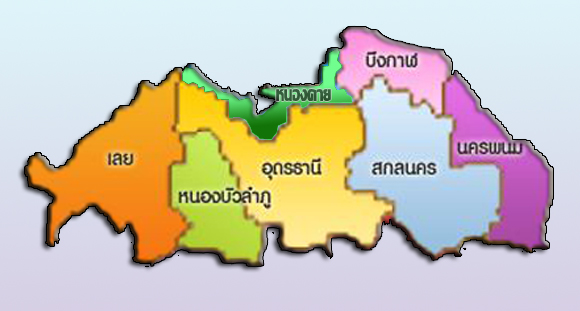 บึงกาฬ
หนองคาย
นครพนม
เลย
อุดรธานี
สกลนคร
หนองบัวลำภู